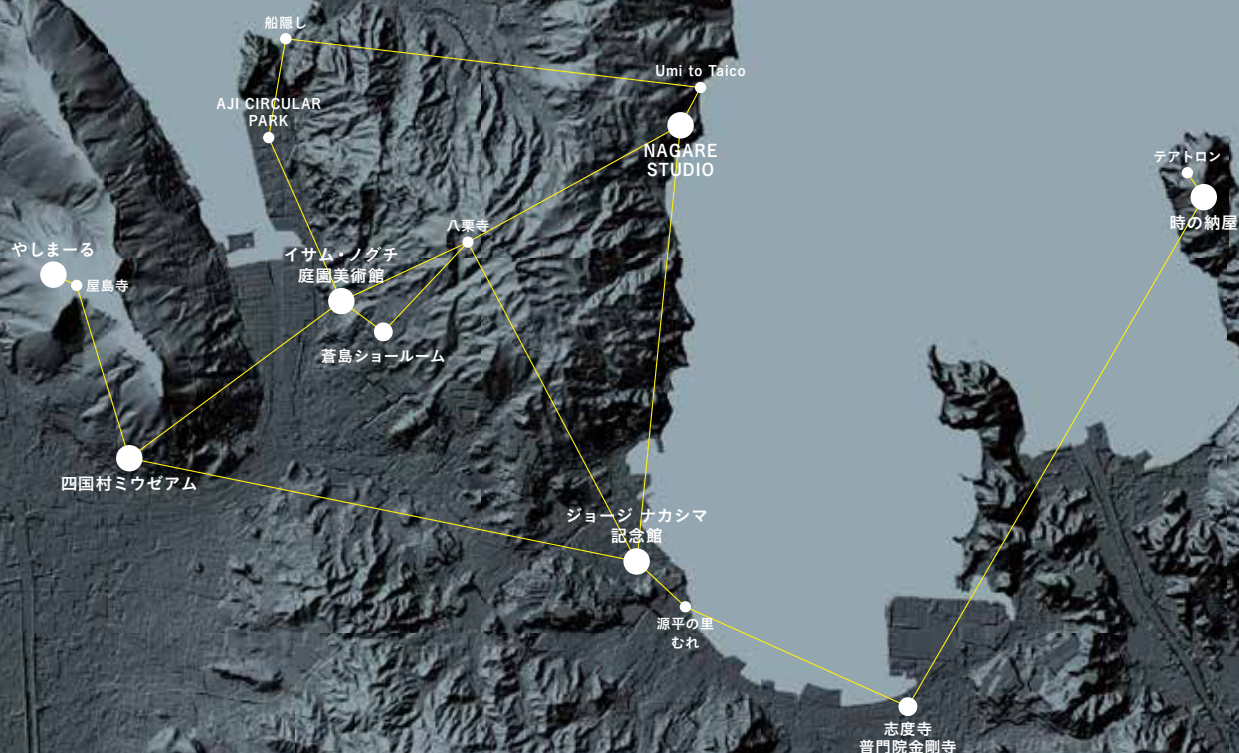 船隠し
Umi to Taico
AJI CIRCULAR
PARK
NAGARE
STUDIO
テアトロン
時の納屋
八栗寺
やしまーる
屋島寺
イサム・ノグチ
庭園美術館
蒼島ショールーム
四国村ミウゼアム
ジョージ ナカシマ
記念館
源平の里
むれ
志度寺
普門院金剛寺